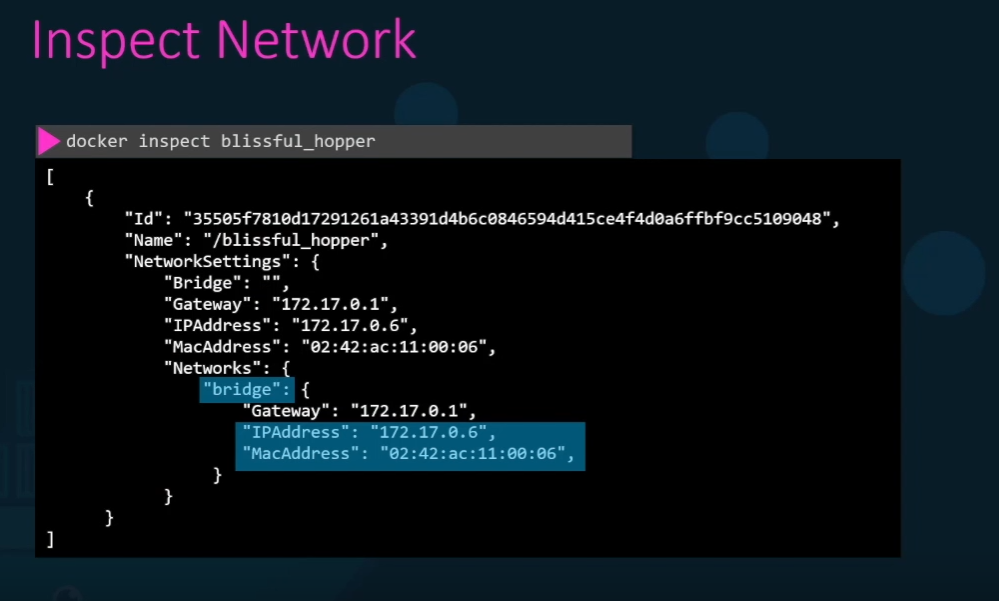 Inspect Network
docker inspect blissful_hopper
[
{
"Id": "35505f7810d17291261a43391d4b6c0846594d415ce4f4d0a6ffbf9cc5109048",
"Name": "/blissful_hopper",
"NetworkSettings": {
"Bridge": "",
"Gateway": "172.17.0.1",
"IPAddress": "172.17.0.6",
"MacAddress": "02:42:ac:11:00:06",
"Networks": {
"bridge": {
"Gateway": "172.17.0.1",
"IPAddress": "172.17.0.6",
"MacAddress": "02:42:ac:11:00:06",
}
}
}
]